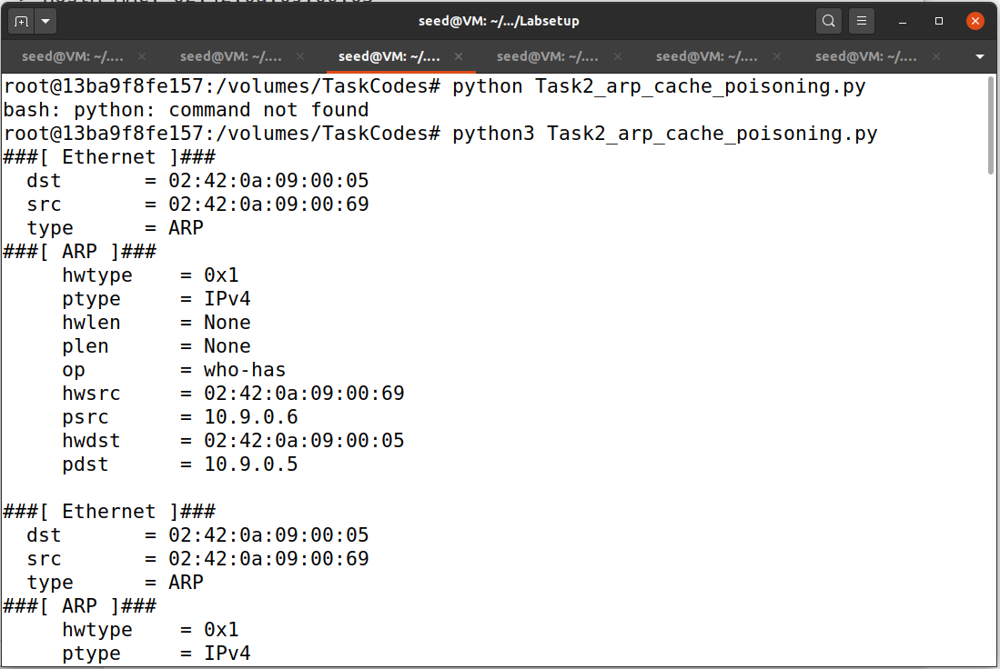 seed@VM: ~/.../Labsetup
seed@VM: ~/.... × seed@VM: ~/.... × seed@VM: ~/.... × seed@VM: ~/.... × seed@VM: ~/.... × seed@VM: ~/.... ×
root@13ba9f8fe157:/volumes/TaskCodes# python Task2_arp_cache_poisoning.py
bash: python: command not found
root@13ba9f8fe157:/volumes/TaskCodes# python3 Task2_arp_cache_poisoning.py
###[ Ethernet ]###
  dst       = 02:42:0a:09:00:05
  src       = 02:42:0a:09:00:69
  type      = ARP
###[ ARP ]###
     hwtype    = 0x1
     ptype     = IPv4
     hwlen     = None
     plen      = None
     op        = who-has
     hwsrc     = 02:42:0a:09:00:69
     psrc      = 10.9.0.6
     hwdst     = 02:42:0a:09:00:05
     pdst      = 10.9.0.5

###[ Ethernet ]###
  dst       = 02:42:0a:09:00:05
  src       = 02:42:0a:09:00:69
  type      = ARP
###[ ARP ]###
     hwtype    = 0x1
     ptype     = IPv4